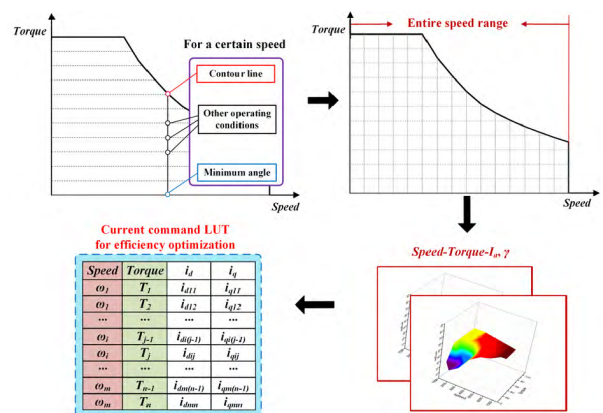 Torque
For a certain speed
Contour line
Other operating
conditions
Minimum angle
Speed
Entire speed range
Torque
Speed
Speed-Torque-Ia, γ
Current command LUT
for efficiency optimization
Speed Torque id iq
ω1 T1 id11 iq11
ω1 T2 id12 iq12
... ... ... ...
ωi Tj-1 idi(j-1) iqi(j-1)
ωi Tj idij iqij
... ... ... ...
ωm Tn-1 idm(n-1) iqm(n-1)
ωm Tn idmn iqmn